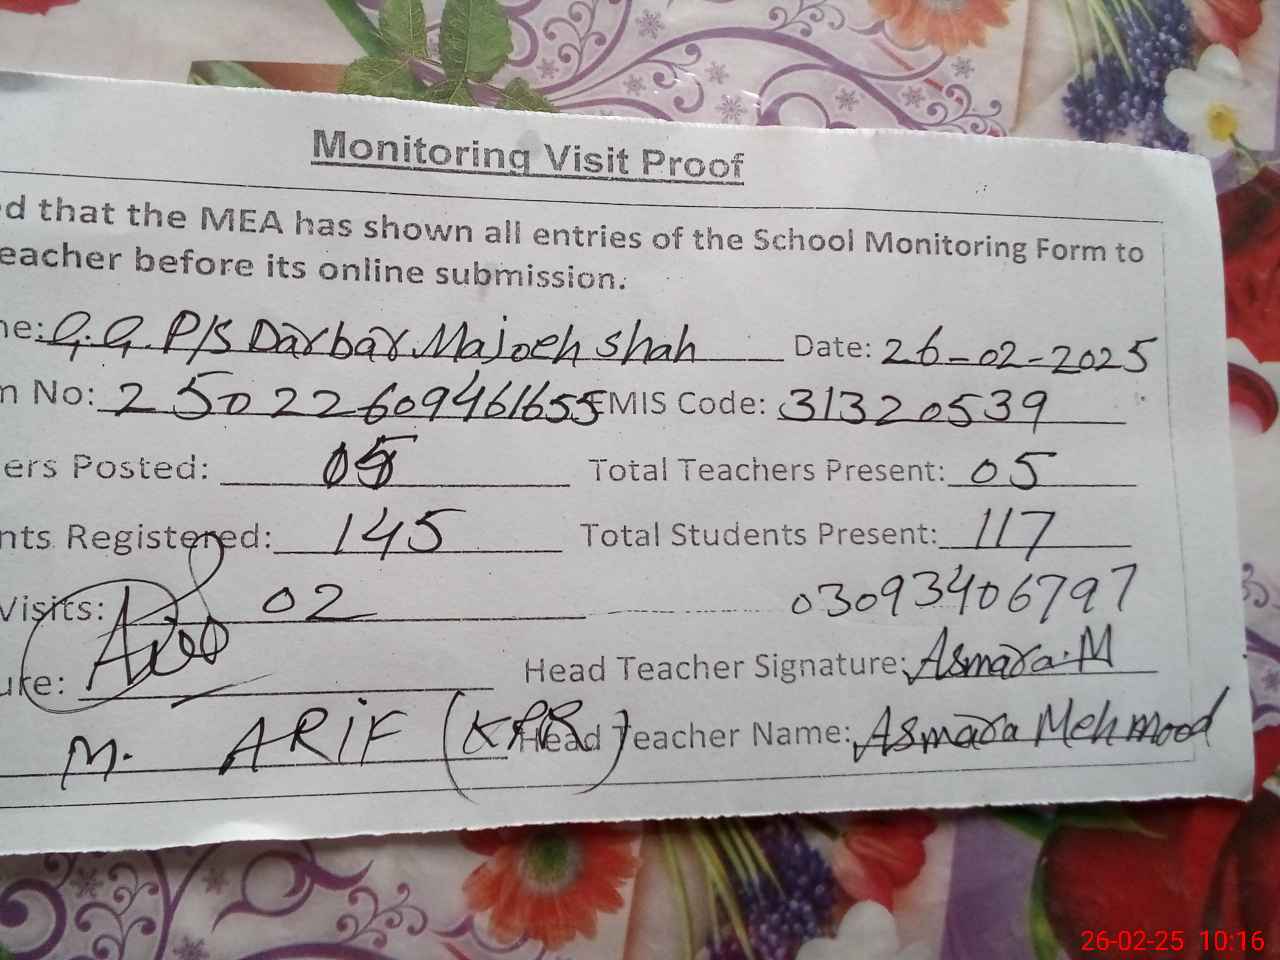 Monitoring Visit Proof
ed that the MEA has shown all entries of the School Monitoring Form to
eacher before its online submission.
ne: G.G.P/S Darbar Majoeh shah Date: 26-02-2025
m No: 25022609461655 EMIS Code: 31320539
ers Posted: 05 Total Teachers Present: 05
nts Registered: 145 Total Students Present: 117
Visits: 02 03093406797
ure: Head Teacher Signature: Asmara.M
M. ARIF (KPR) Head Teacher Name: Asmara Mehmood
26-02-25 10:16